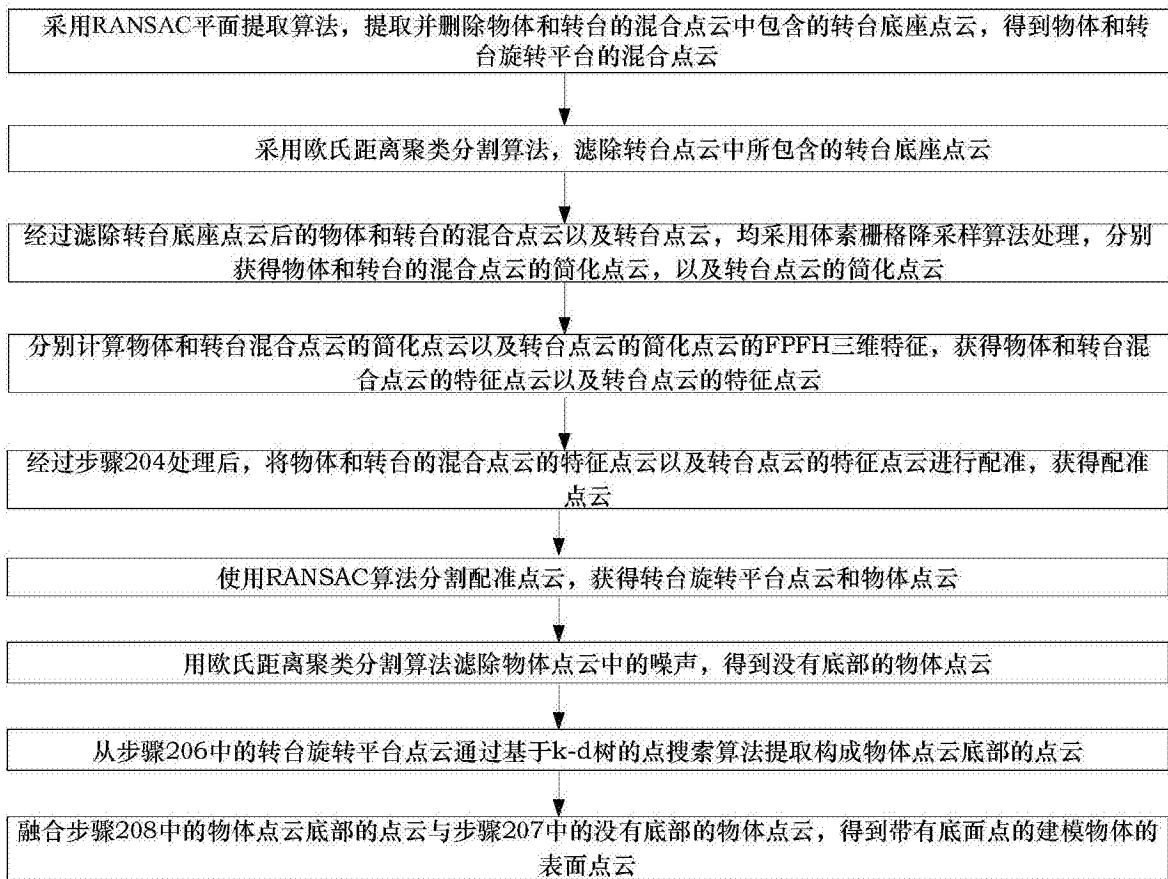 采用RANSAC平面提取算法，提取并删除物体和转台的混合点云中包含的转台底座点云，得到物体和转
台旋转平台的混合点云
采用欧氏距离聚类分割算法，滤除转台点云中所包含的转台底座点云
经过滤除转台底座点云后的物体和转台的混合点云以及转台点云，均采用体素栅格降采样算法处理，分别
获得物体和转台的混合点云的简化点云，以及转台点云的简化点云
分别计算物体和转台混合点云的简化点云以及转台点云的简化点云的FPFH三维特征，获得物体和转台混
合点云的特征点云以及转台点云的特征点云
经过步骤204处理后，将物体和转台的混合点云的特征点云以及转台点云的特征点云进行配准，获得配准
点云
使用RANSAC算法分割配准点云，获得转台旋转平台点云和物体点云
用欧氏距离聚类分割算法滤除物体点云中的噪声，得到没有底部的物体点云
从步骤206中的转台旋转平台点云通过基于k-d树的点搜索算法提取构成物体点云底部的点云
融合步骤208中的物体点云底部的点云与步骤207中的没有底部的物体点云，得到带有底面点的建模物体的
表面点云